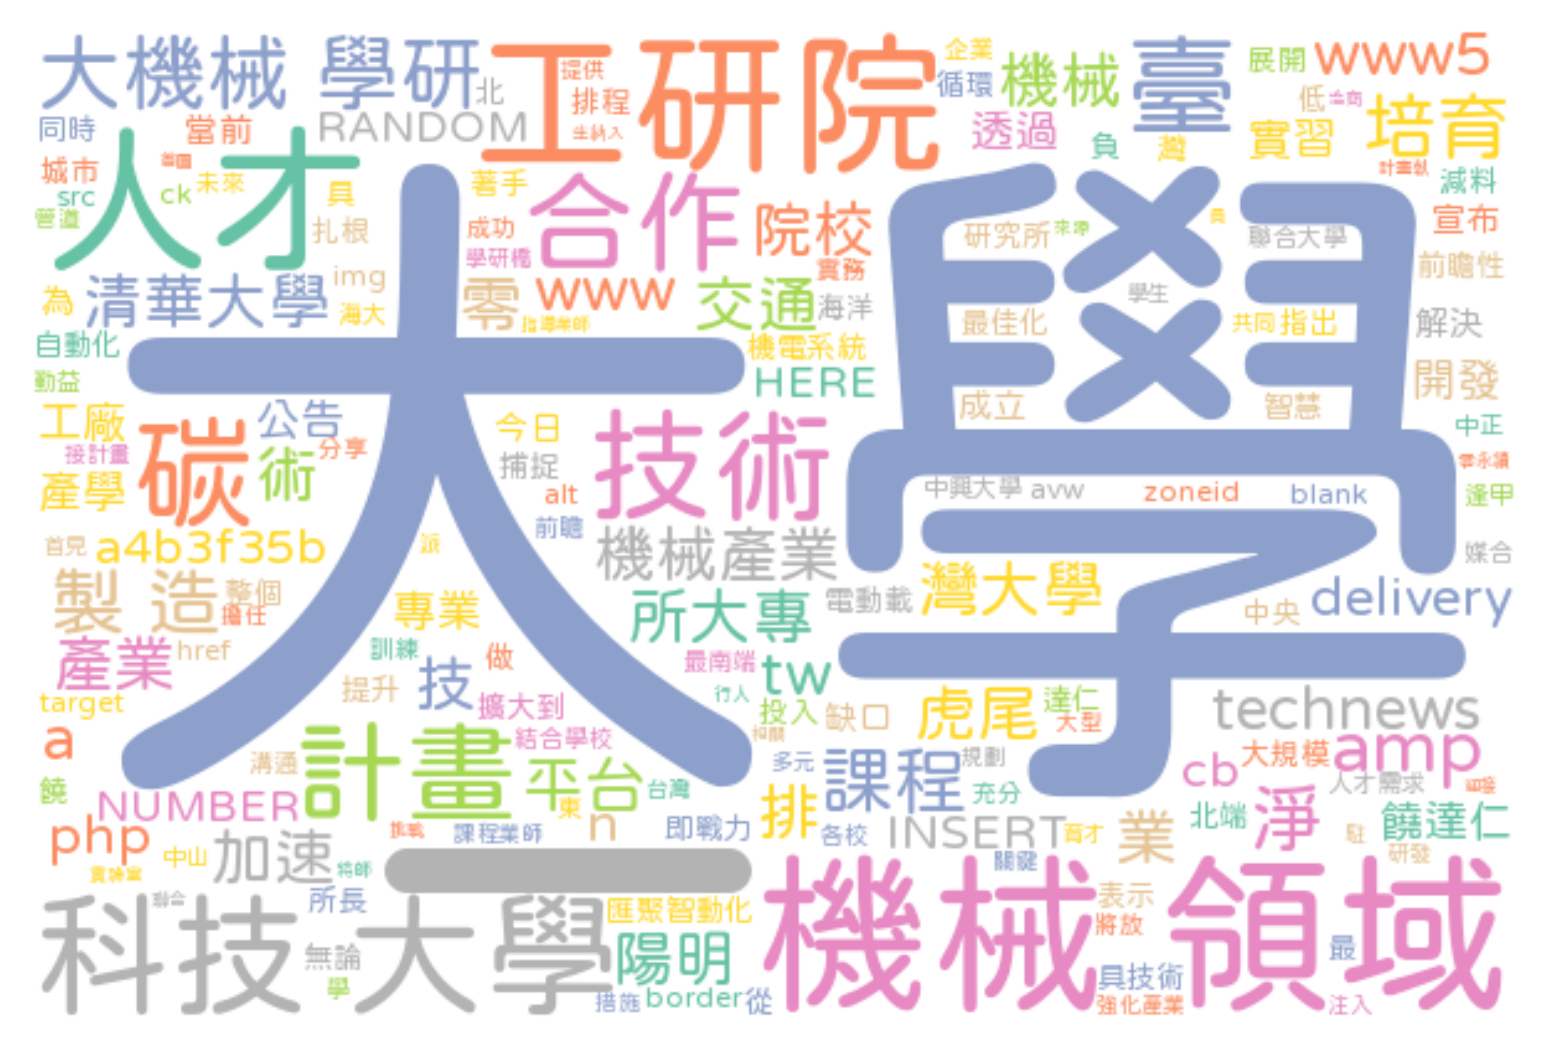 大機械 學研
工研院
提供
北
排程
生納入
RANDOM
企業
循環
機械
臺
展開
www5
低
培育
透過
負
灣
實習
同時
當前
城市
src
ck
未來
具
管道
人才
扎根
著手
成功
學研橋
合作
院校
實務
減料
宣布
研究所
來零
聯合大學
前瞻性
為
清華大學
img
海大
零
指導業師
www
交通
海洋
學生
最佳化
共同
指出
解決
自動化
勤益
機電系統
HERE
大學
成立
智慧
開發
中正
工廠
公告
接計畫
碳
術
分享
今日
捕捉
alt
前瞻
技術
產學
中興大學
avw
zoneid
blank
逢甲
零永續
首見
a4b3f35b
派
機械產業
媒合
製 造
整個
擔任
專業
所大專
電動載
灣大學
中央
delivery
產業
href
訓練
做
技
提升
擴大到
最南端
行人
tw
投入
缺口
虎尾
達仁
大型
technews
target
a
溝通
計畫
結合學校
平台
台灣
東
相關
多元
課程
規劃
充分
cb
大規模
amp
人才需求
饒
NUMBER
php
中山
實驗室
加速
挑戰
課程業師
n
即戰力
排
各校
INSERT
育才
業
北端
淨
饒達仁
駐
研發
關鍵
一
科技大學
聯合
所長
無論
學
匯聚智動化
陽明
措施
border
從
機械領域
表示
將放
具技術
強化產業
最
注入